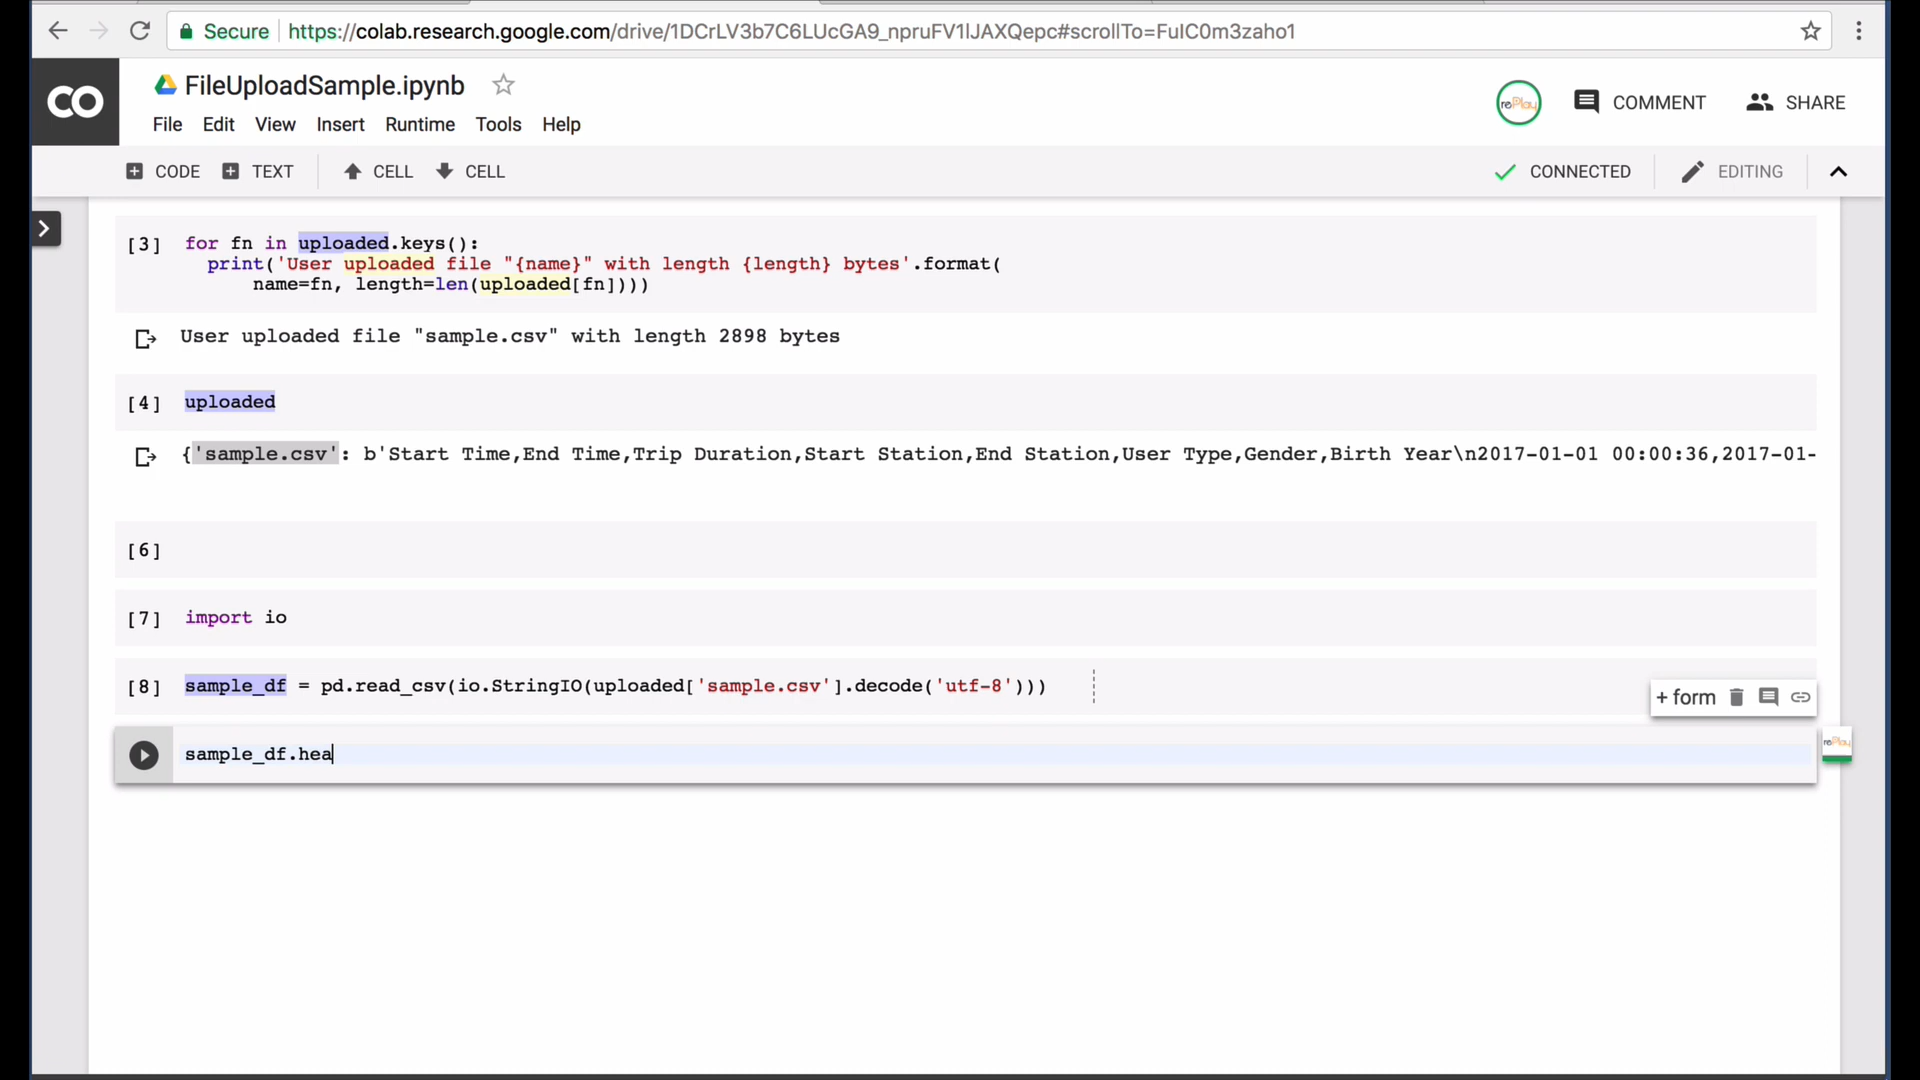 Secure https://colab.research.google.com/drive/1DCrLV3b7C6LUcGA9_npruFV1lJAXQepc#scrollTo=FuIC0m3zaho1
CO FileUploadSample.ipynb
rePlay COMMENT SHARE
File Edit View Insert Runtime Tools Help
CODE TEXT CELL CELL CONNECTED EDITING
[3] for fn in uploaded.keys():
print('User uploaded file "{name}" with length {length} bytes'.format(
name=fn, length=len(uploaded[fn])))
User uploaded file "sample.csv" with length 2898 bytes
[4] uploaded
{'sample.csv': b'Start Time,End Time,Trip Duration,Start Station,End Station,User Type,Gender,Birth Year\n2017-01-01 00:00:36,2017-01-
[6]
[7] import io
[8] sample_df = pd.read_csv(io.StringIO(uploaded['sample.csv'].decode('utf-8')))
+ form
sample_df.hea
rePlay